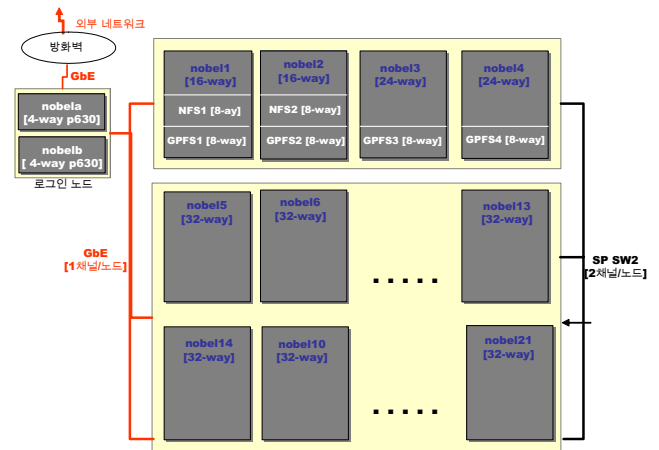 외부 네트워크
방화벽
GbE
nobela
[4-way p630]
nobelb
[ 4-way p630]
로그인 노드
nobel1
[16-way]
NFS1 [8-ay]
GPFS1 [8-way]
nobel2
[16-way]
NFS2 [8-way]
GPFS2 [8-way]
nobel3
[24-way]
GPFS3 [8-way]
nobel4
[24-way]
GPFS4 [8-way]
GbE
[1채널/노드]
nobel5
[32-way]
nobel6
[32-way]
.....
nobel13
[32-way]
SP SW2
[2채널/노드]
nobel14
[32-way]
nobel10
[32-way]
.....
nobel21
[32-way]